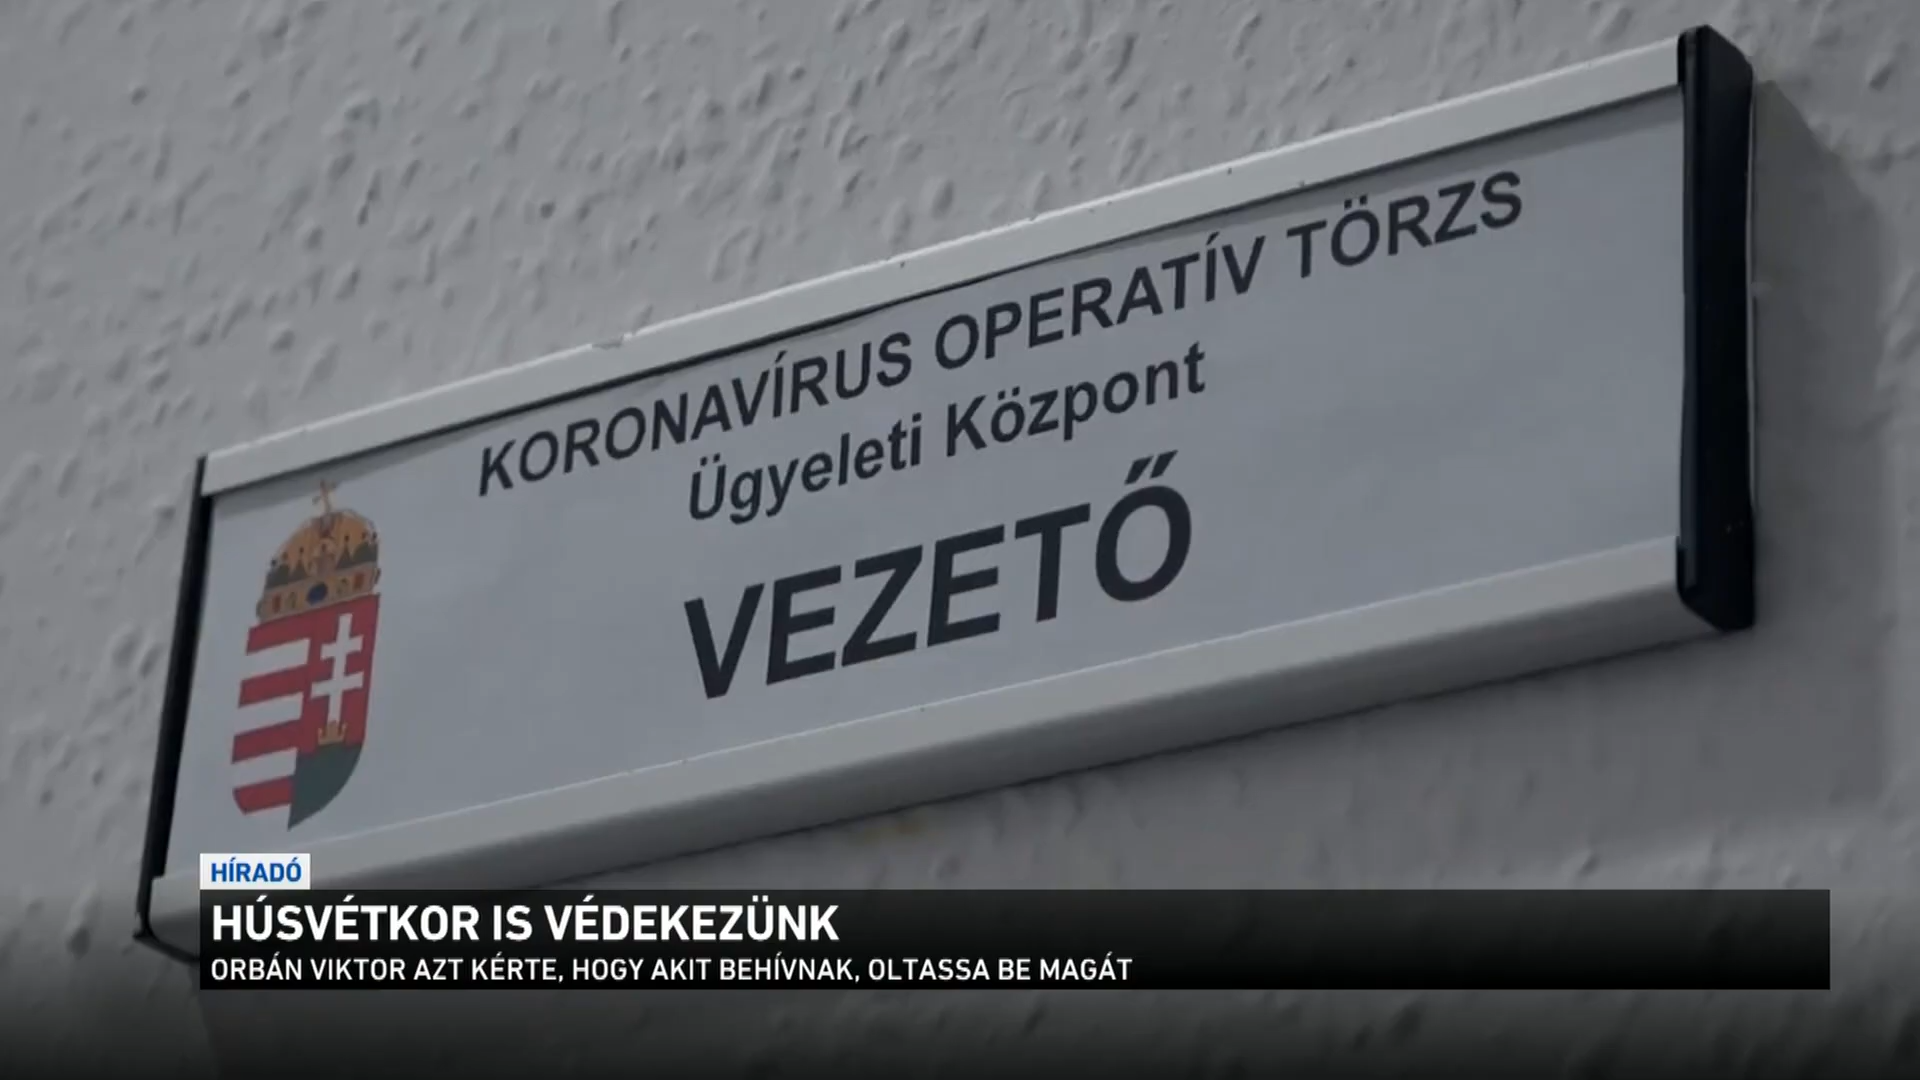 KORONAVÍRUS OPERATÍV TÖRZS
Ügyeleti Központ
VEZETŐ
HÍRADÓ
HÚSVÉTKOR IS VÉDEKEZÜNK
ORBÁN VIKTOR AZT KÉRTE, HOGY AKIT BEHÍVNAK, OLTASSA BE MAGÁT